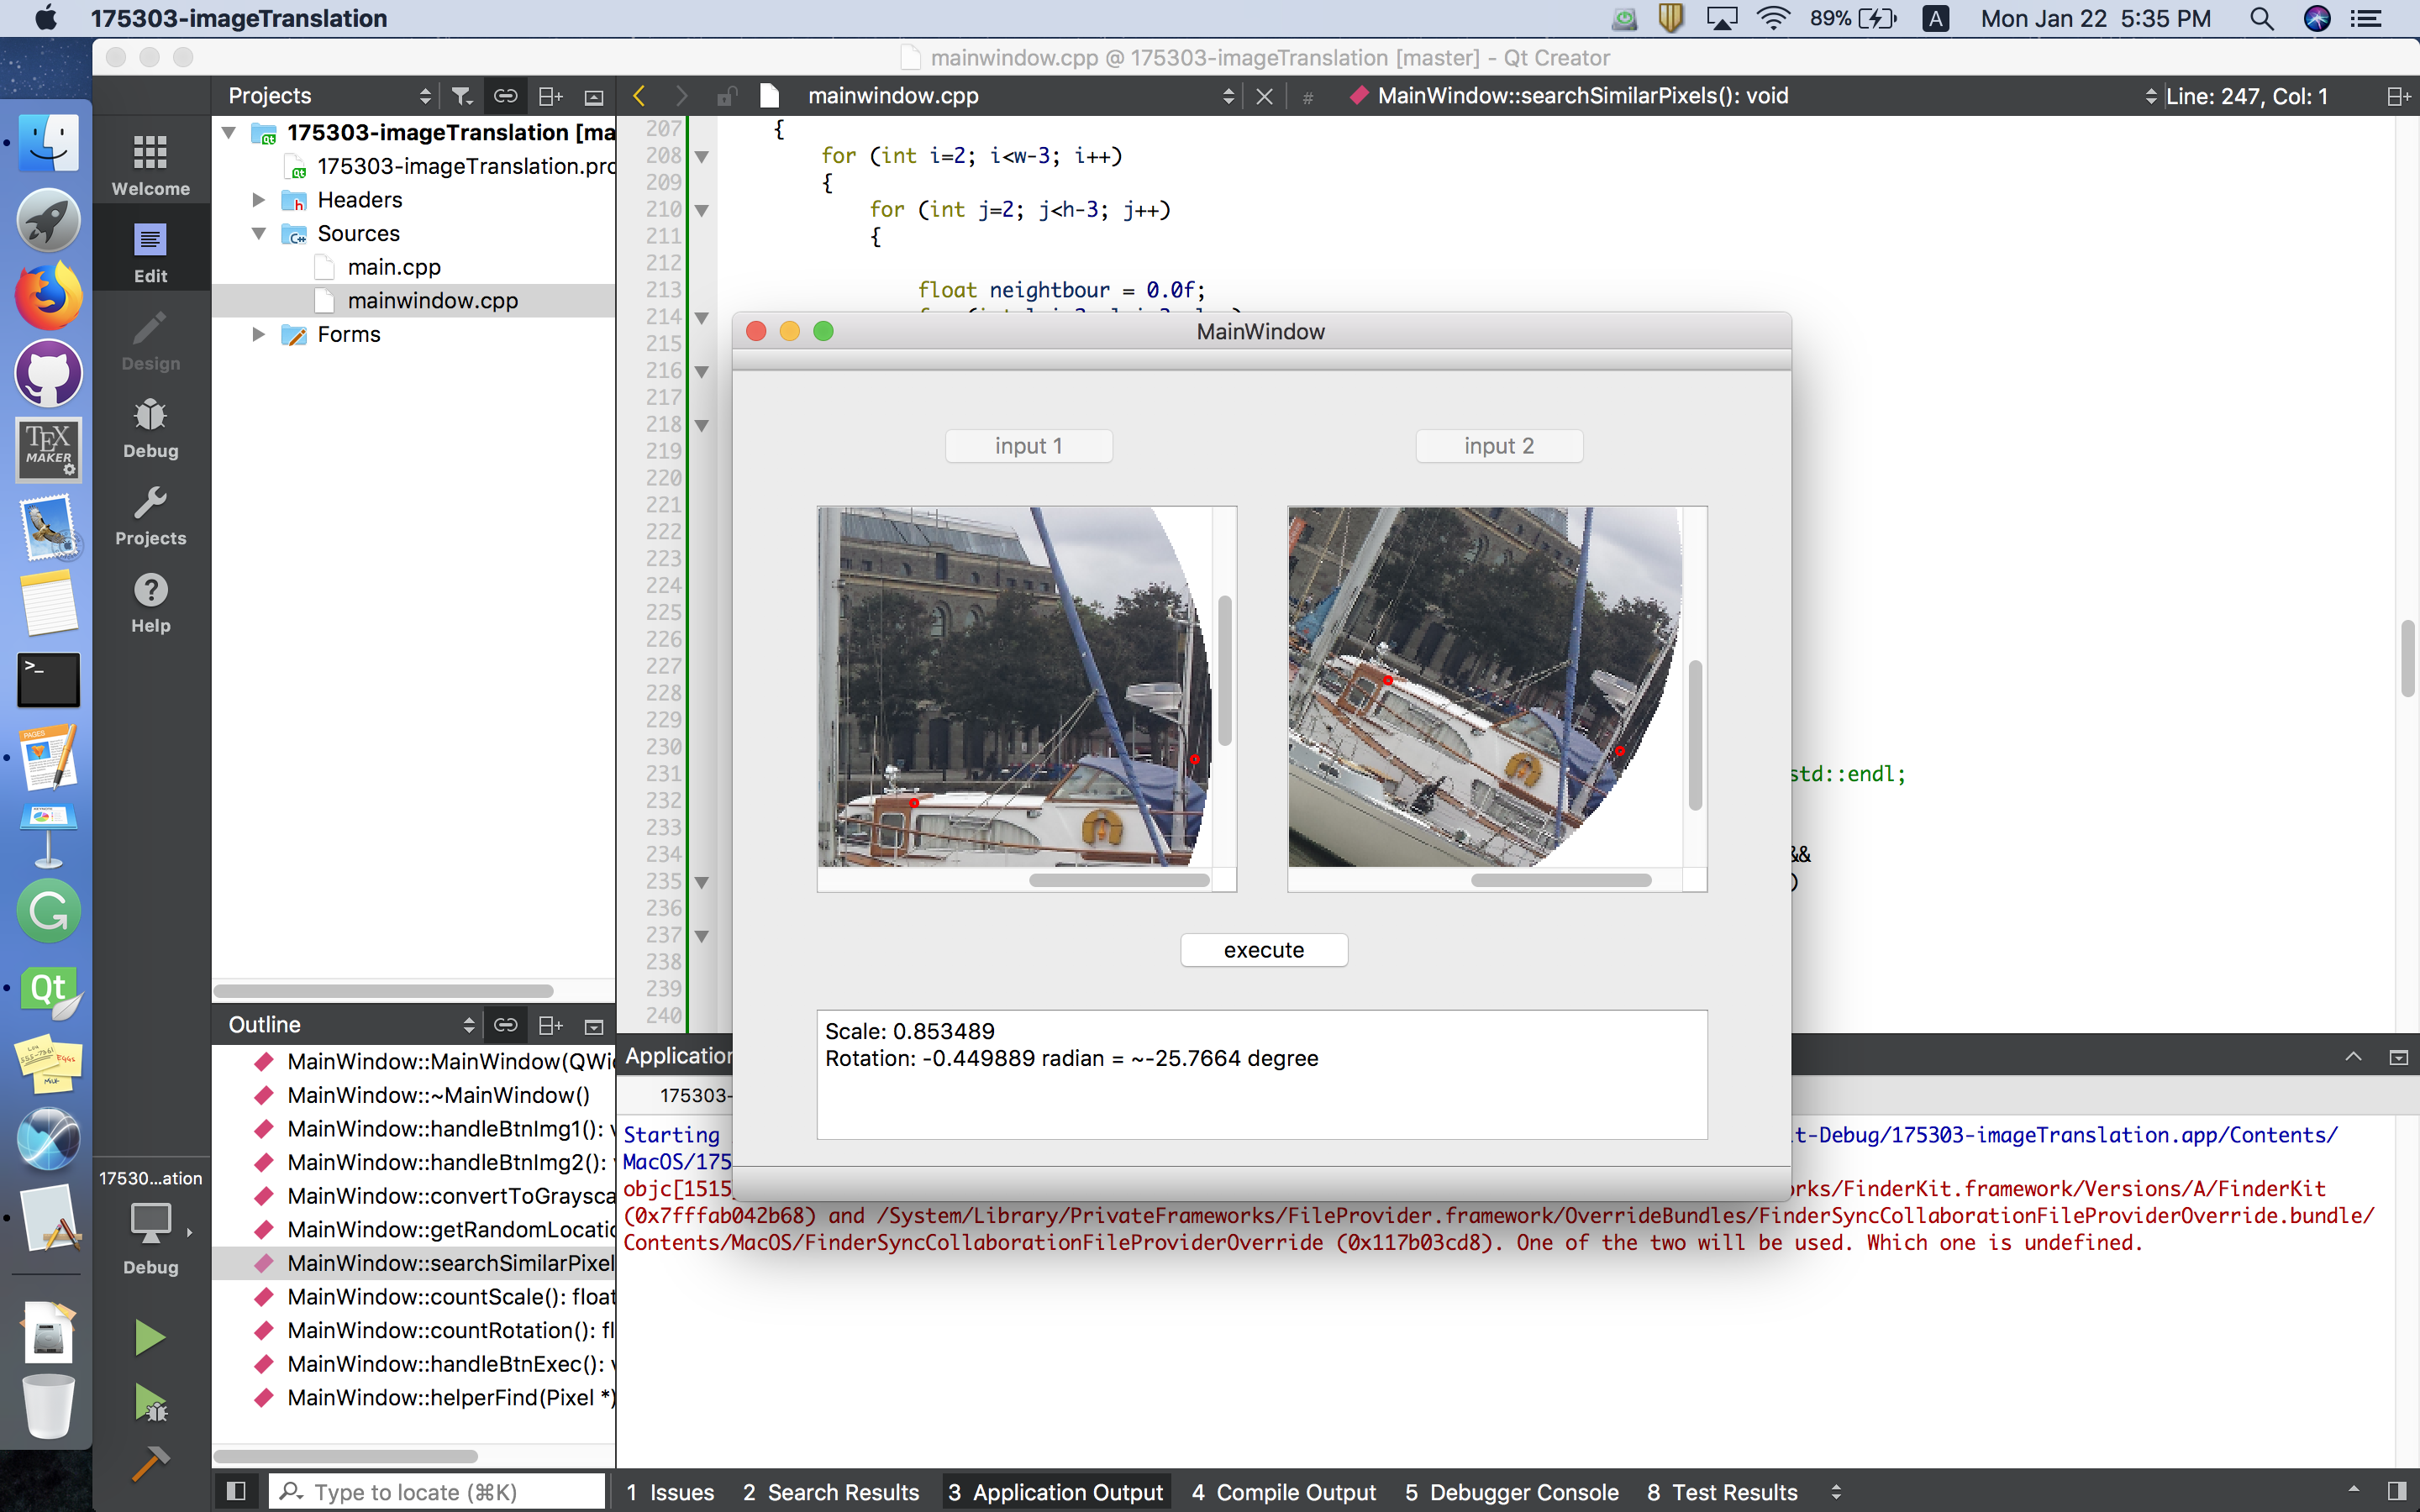 175303-imageTranslation
89%
A
Mon Jan 22 5:35 PM
mainwindow.cpp @ 175303-imageTranslation [master] - Qt Creator
Projects
mainwindow.cpp
#
MainWindow::searchSimilarPixels(): void
Line: 247, Col: 1
Welcome
Edit
Design
Debug
Projects
Help
175303-imageTranslation [ma
175303-imageTranslation.pro
Headers
Sources
main.cpp
mainwindow.cpp
Forms
207 {
208 for (int i=2; i<w-3; i++)
209 {
210 for (int j=2; j<h-3; j++)
211 {
212
213 float neightbour = 0.0f;
214
215
216
217
218
219
220
221
222
223
224
225
226
227
228
229
230
231 std::endl;
232
233
234 &&
235 )
236
237
238
239
240
MainWindow
input 1
input 2
execute
Scale: 0.853489
Rotation: -0.449889 radian = ~-25.7664 degree
Outline
MainWindow::MainWindow(QWi
MainWindow::~MainWindow()
MainWindow::handleBtnImg1(): v
MainWindow::handleBtnImg2(): v
MainWindow::convertToGraysca
MainWindow::getRandomLocatio
MainWindow::searchSimilarPixel
MainWindow::countScale(): float
MainWindow::countRotation(): fl
MainWindow::handleBtnExec(): v
MainWindow::helperFind(Pixel *)
Application
175303-
Starting t-Debug/175303-imageTranslation.app/Contents/
MacOS/175
objc[1515 rks/FinderKit.framework/Versions/A/FinderKit
(0x7fffab042b68) and /System/Library/PrivateFrameworks/FileProvider.framework/OverrideBundles/FinderSyncCollaborationFileProviderOverride.bundle/
Contents/MacOS/FinderSyncCollaborationFileProviderOverride (0x117b03cd8). One of the two will be used. Which one is undefined.
17530...ation
Debug
Type to locate (⌘K)
1 Issues
2 Search Results
3 Application Output
4 Compile Output
5 Debugger Console
8 Test Results
TEX
MAKER
>_
PAGES
Qt